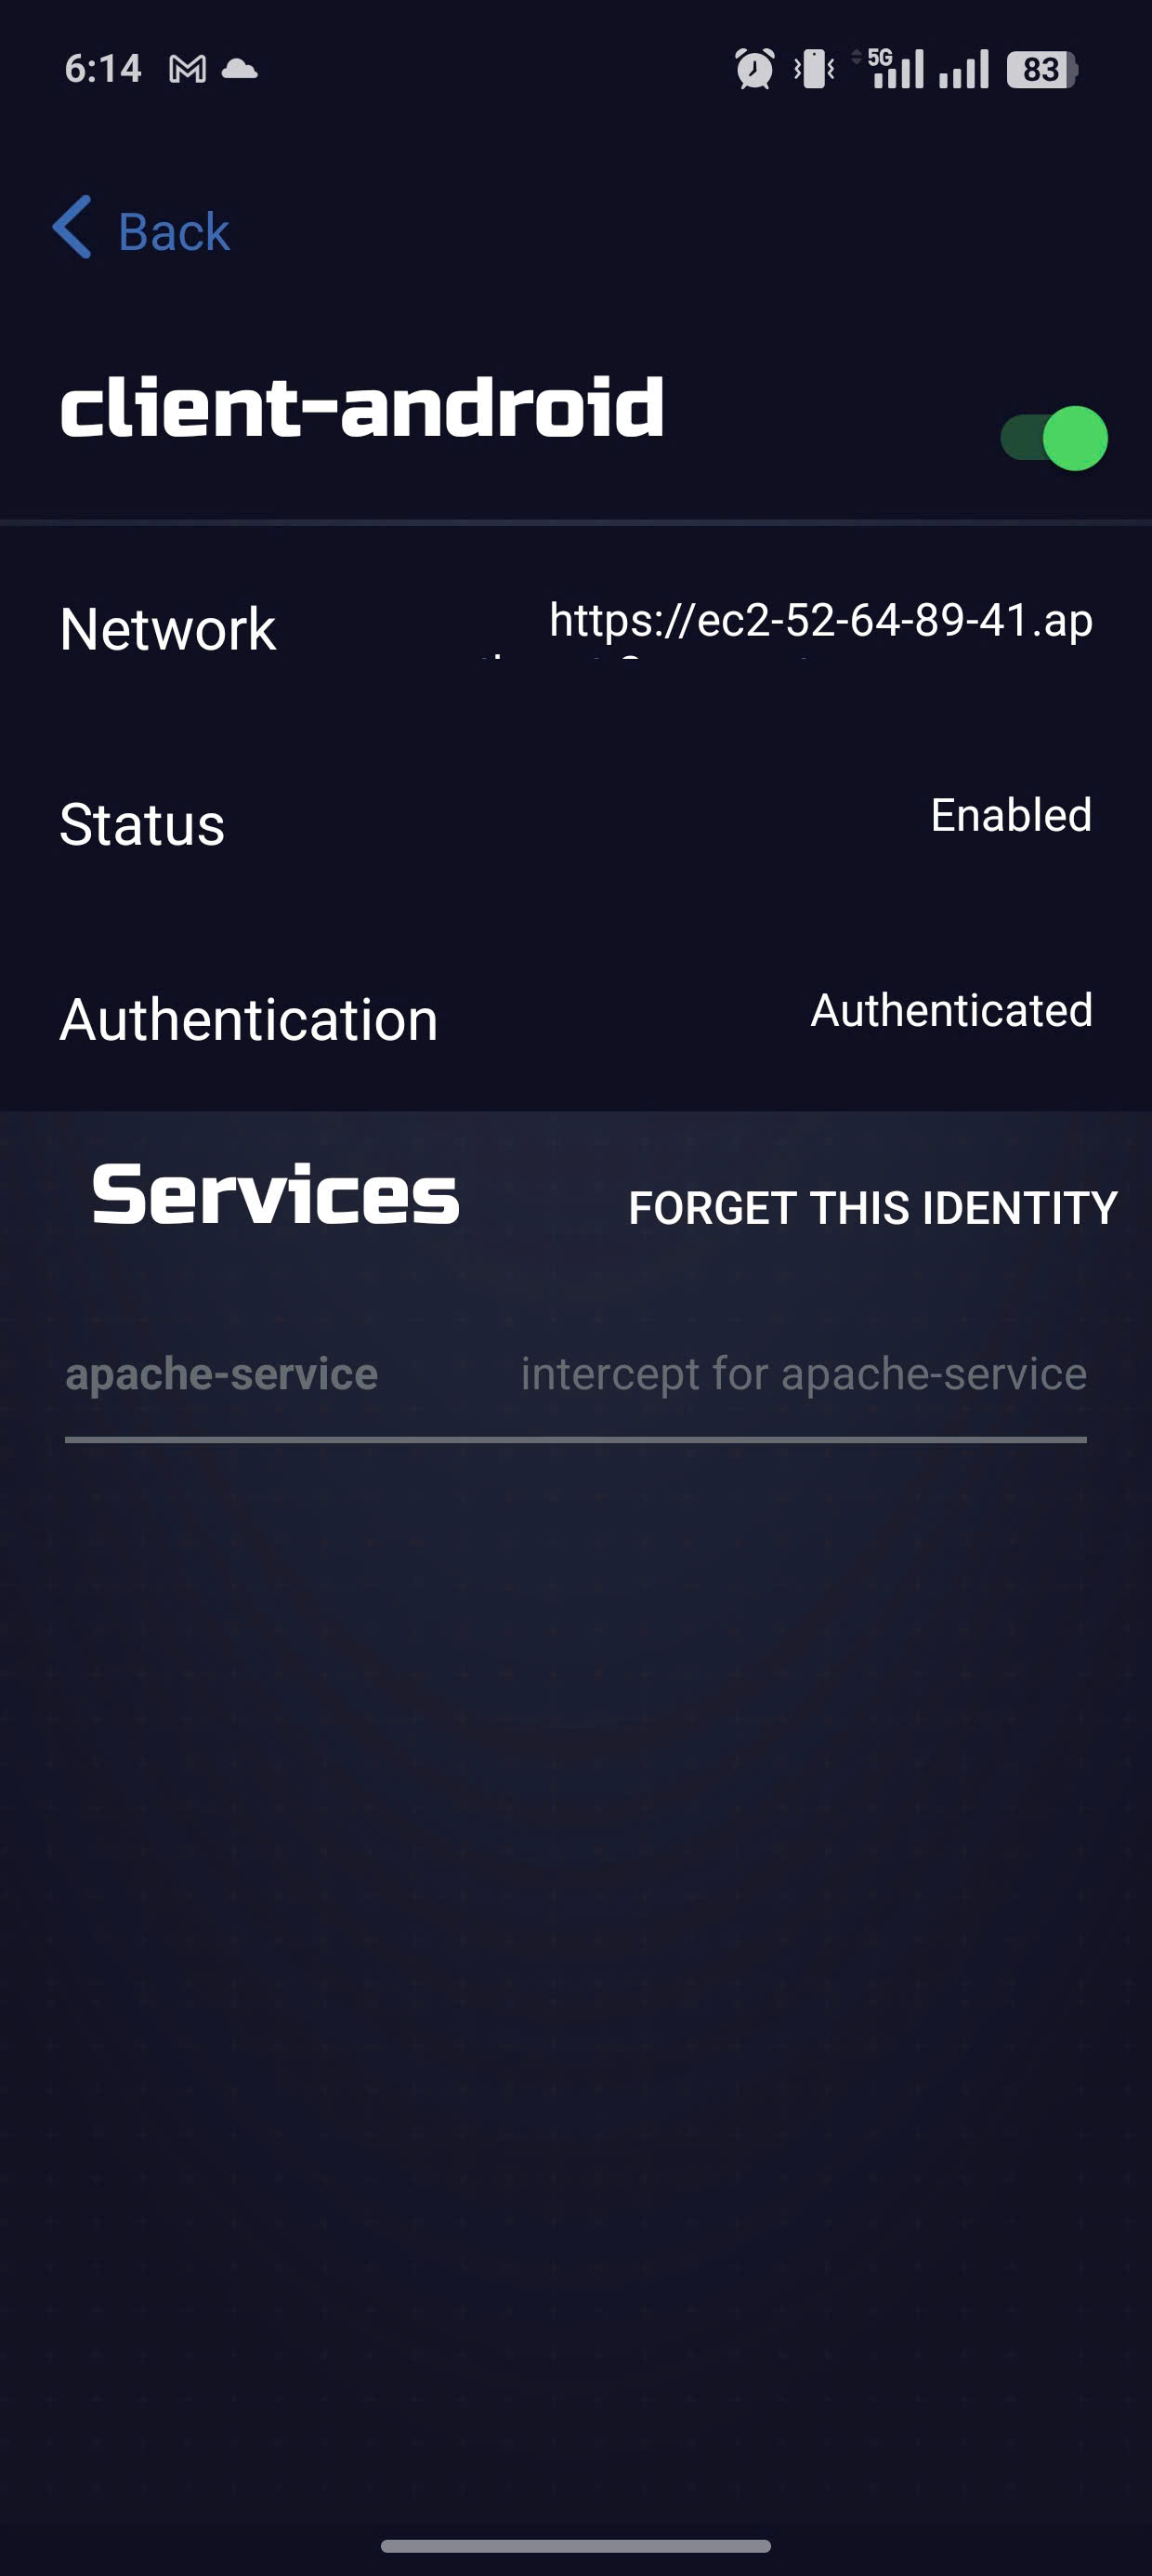 6:14 5G 83
Back
client-android
Network https://ec2-52-64-89-41.ap
Status Enabled
Authentication Authenticated
Services FORGET THIS IDENTITY
apache-service intercept for apache-service